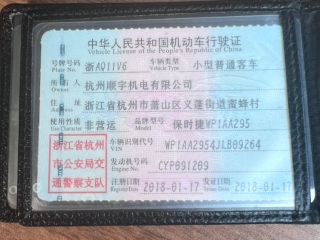 中华人民共和国机动车行驶证
Vehicle License of the People's Republic of China
号牌号码 浙AQ11V6 车辆类型 小型普通客车
Plate No. Vehicle Type
所有人 杭州顺宇机电有限公司
Owner
住址 浙江省杭州市萧山区义蓬街道蜜蜂村
Address
使用性质 非营运 品牌型号 保时捷WP1AA295
Use Character Model
浙江省杭州市公安局交通警察支队
车辆识别代号 WP1AA2954JLB09264
VIN
发动机号码 CYP091209
Engine No.
注册日期 2018-01-17 发证日期 2018-01-17
Register Date Issue Date